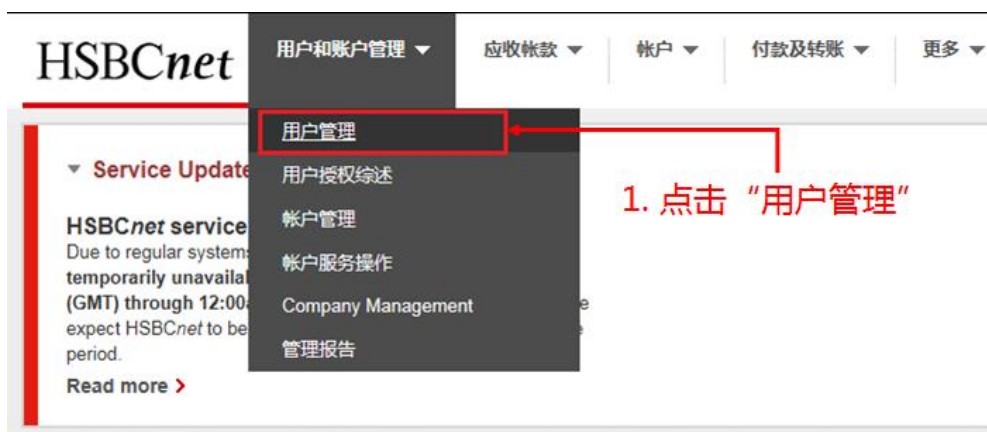 HSBCnet
用户和账户管理
应收帐款
帐户
付款及转账
更多
用户管理
用户授权综述
帐户管理
帐户服务操作
Company Management
管理报告
1. 点击“用户管理”
Service Update
HSBCnet service
Due to regular systems
temporarily
(GMT) through 12:00
expect HSBCnet to be
period.
Read more